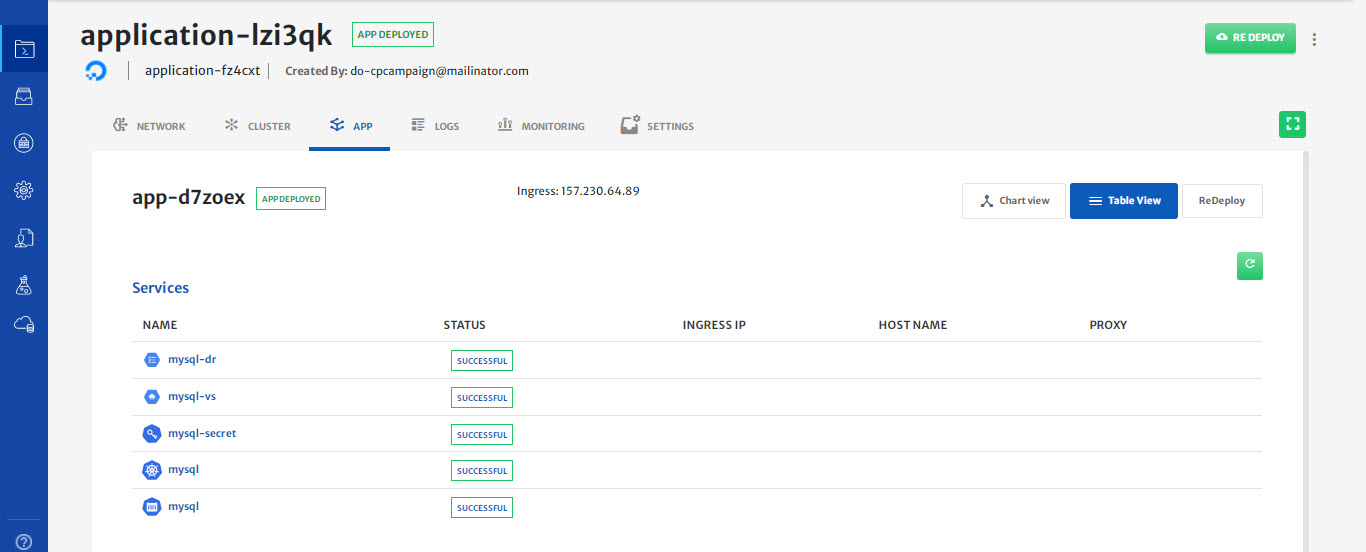 application-lzi3qk APP DEPLOYED RE DEPLOY
application-fz4cxt Created By: do-cpcampaign@mailinator.com
NETWORK CLUSTER APP LOGS MONITORING SETTINGS
app-d7zoex APP DEPLOYED Ingress: 157.230.64.89 Chart view Table View ReDeploy
Services
NAME STATUS INGRESS IP HOST NAME PROXY
mysql-dr SUCCESSFUL
mysql-vs SUCCESSFUL
mysql-secret SUCCESSFUL
mysql SUCCESSFUL
mysql SUCCESSFUL